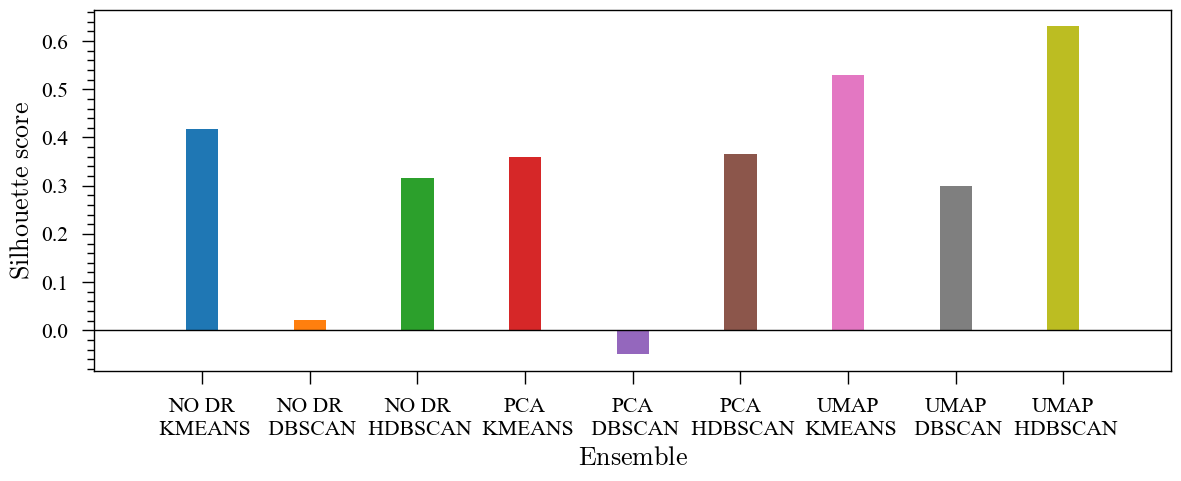 Silhouette score
0.6
0.5
0.4
0.3
0.2
0.1
0.0
NO DR NO DR NO DR PCA PCA PCA UMAP UMAP UMAP
KMEANS DBSCAN HDBSCAN KMEANS DBSCAN HDBSCAN KMEANS DBSCAN HDBSCAN
Ensemble